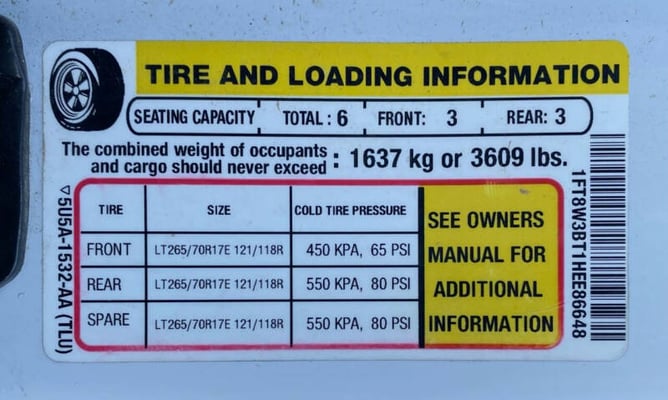 TIRE AND LOADING INFORMATION
SEATING CAPACITY TOTAL : 6 FRONT: 3 REAR: 3
The combined weight of occupants
and cargo should never exceed : 1637 kg or 3609 lbs.
TIRE SIZE COLD TIRE PRESSURE
FRONT LT265/70R17E 121/118R 450 KPA, 65 PSI
REAR LT265/70R17E 121/118R 550 KPA, 80 PSI
SPARE LT265/70R17E 121/118R 550 KPA, 80 PSI
SEE OWNERS
MANUAL FOR
ADDITIONAL
INFORMATION
▽5U5A-1532-AA (TLU)
1FT8W3BT1HEE86648